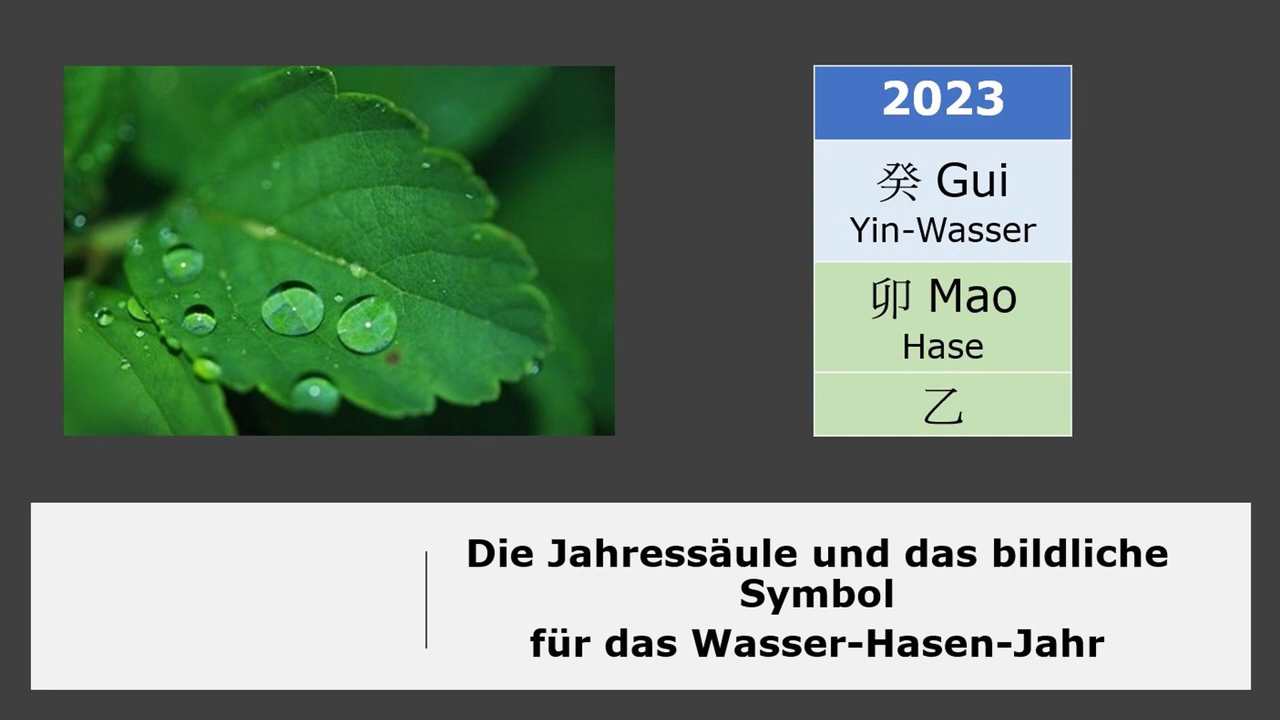 2023
癸 Gui
Yin-Wasser
卯 Mao
Hase
乙
Die Jahressäule und das bildliche
Symbol
für das Wasser-Hasen-Jahr